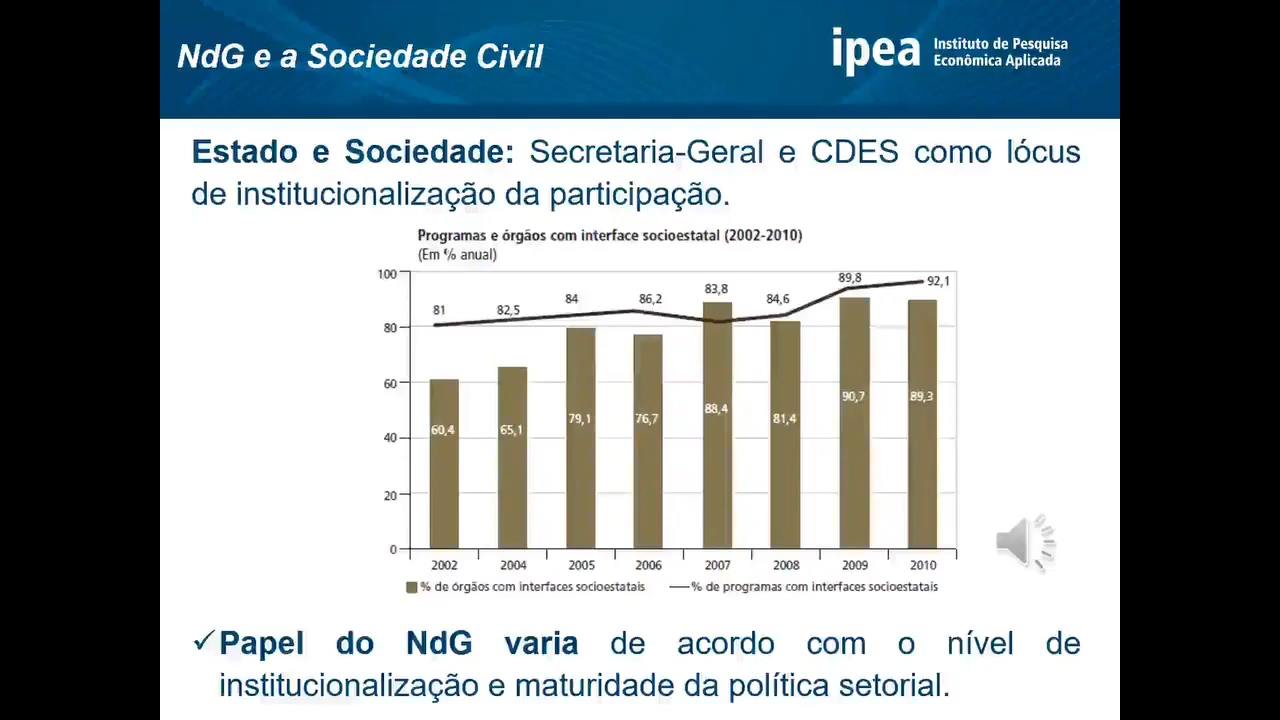 NdG e a Sociedade Civil
ipea Instituto de Pesquisa
Econômica Aplicada
Estado e Sociedade: Secretaria-Geral e CDES como lócus
de institucionalização da participação.
Programas e órgãos com interface socioestatal (2002-2010)
(Em % anual)
100
80
60
40
20
0
81
82,5
84
86,2
83,8
84,6
89,8
92,1
60,4
65,1
79,1
76,7
88,4
81,4
90,7
89,3
2002 2004 2005 2006 2007 2008 2009 2010
% de órgãos com interfaces socioestatais % de programas com interfaces socioestatais
✓Papel do NdG varia de acordo com o nível de
institucionalização e maturidade da política setorial.